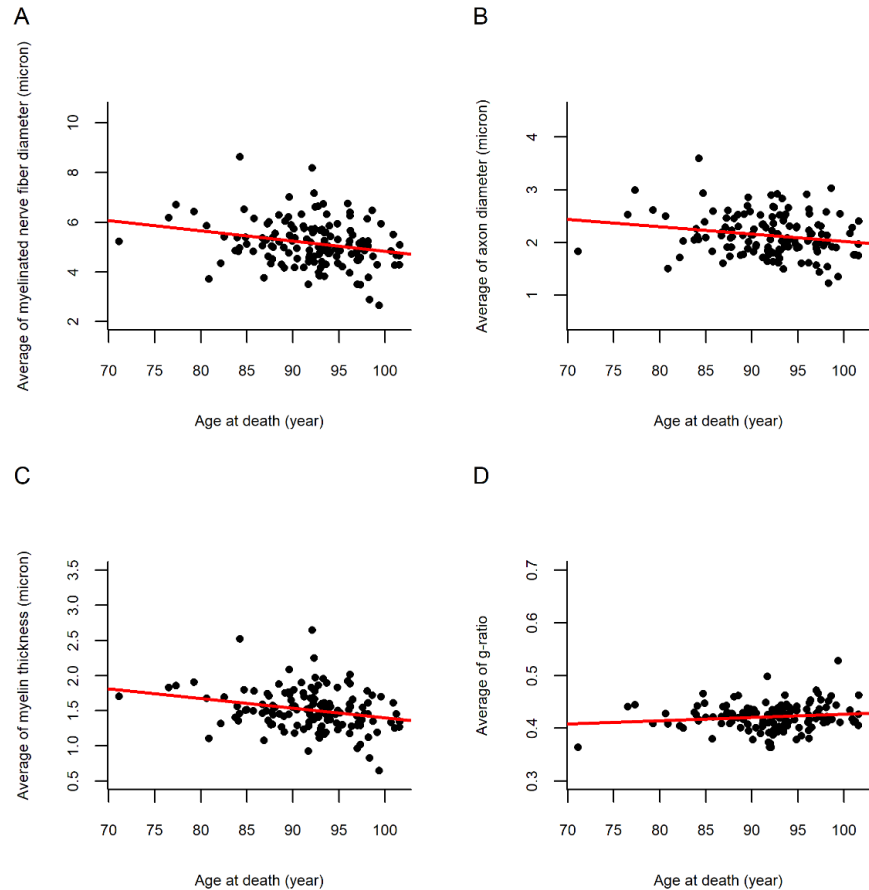 A
B
Average of myelinated nerve fiber diameter (micron)
10
8
6
4
2
70 75 80 85 90 95 100
Age at death (year)
Average of axon diameter (micron)
4
3
2
1
70 75 80 85 90 95 100
Age at death (year)
C
D
Average of myelin thickness (micron)
3.5
3.0
2.5
2.0
1.5
1.0
0.5
70 75 80 85 90 95 100
Age at death (year)
Average of g-ratio
0.7
0.6
0.5
0.4
0.3
70 75 80 85 90 95 100
Age at death (year)